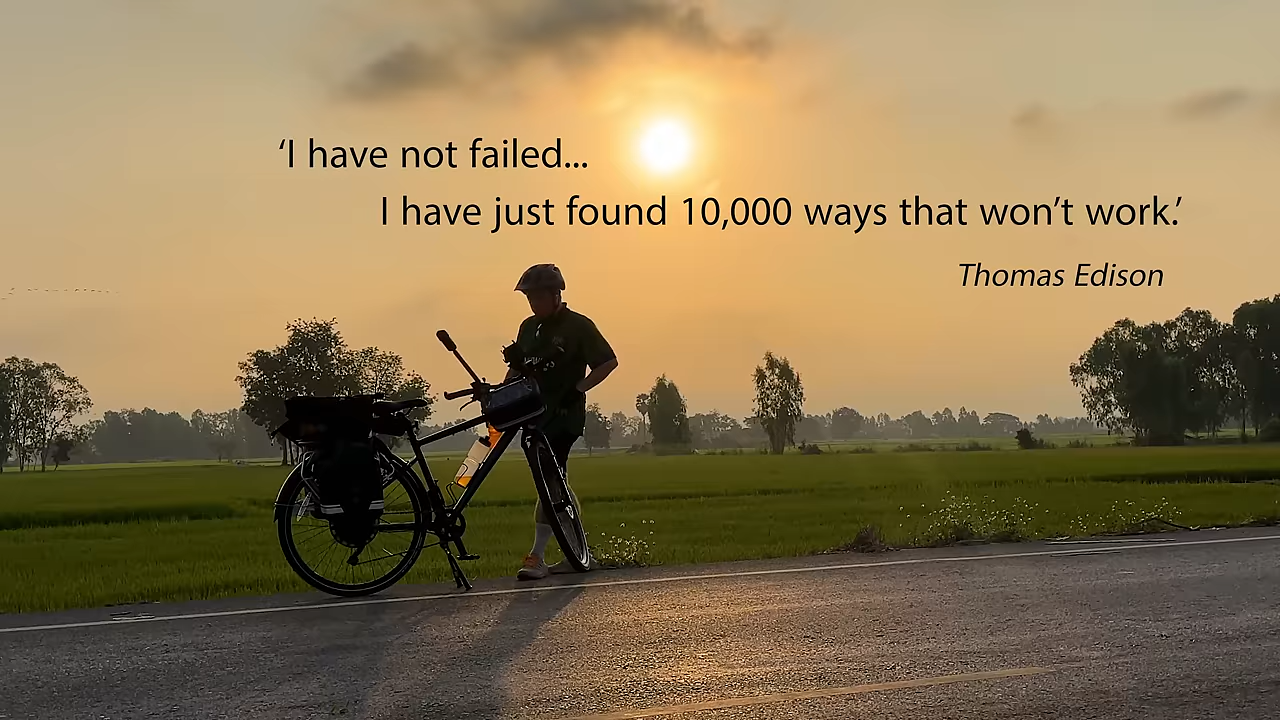 ‘I have not failed...
I have just found 10,000 ways that won’t work.’
Thomas Edison